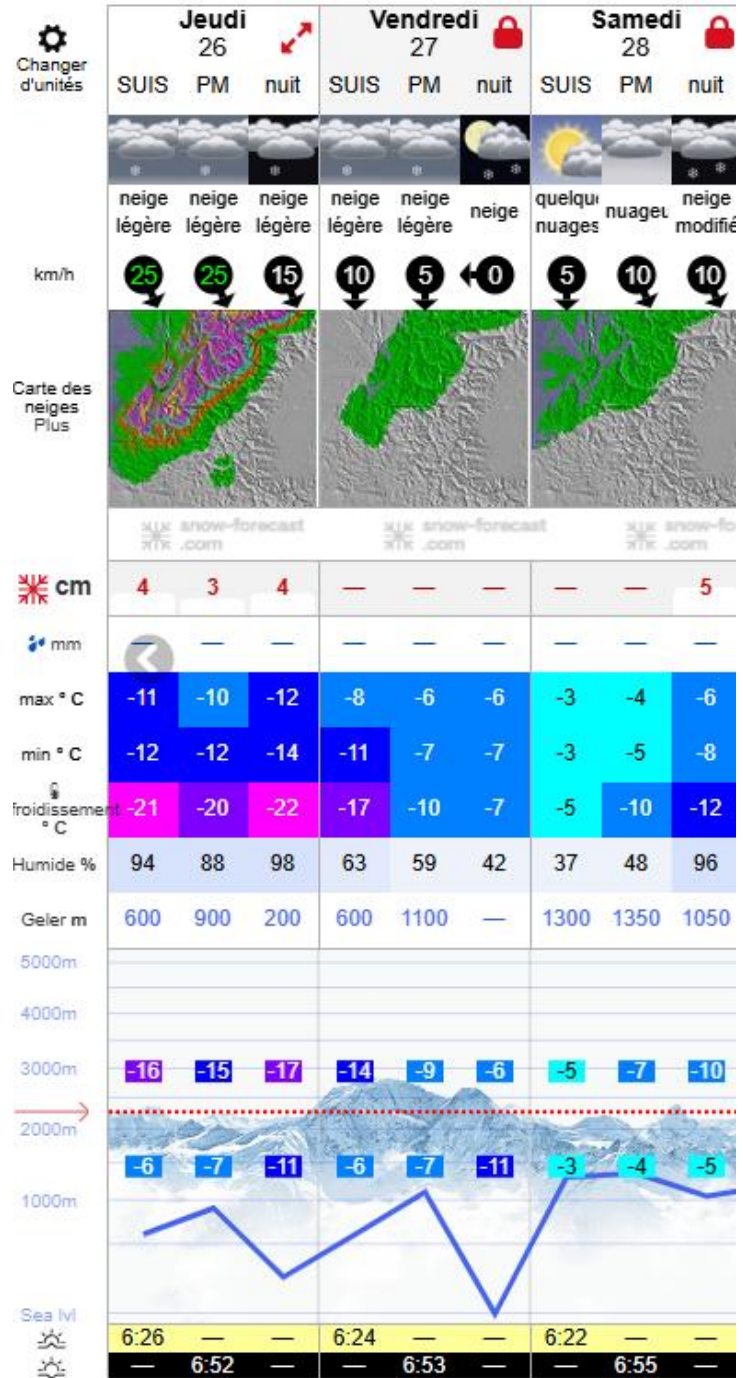 Jeudi Vendredi Samedi
26 27 28
Changer
d'unités
SUIS PM nuit SUIS PM nuit SUIS PM nuit
neige neige neige neige neige neige quelque nuageu neige
légère légère légère légère légère nuages modifié
km/h 25 25 15 10 5 0 5 10 10
Carte des
neiges
Plus
snow-forecast snow-forecast snow-fo
.com .com .com
cm 4 3 4 — — — — — 5
mm — — — — — — — — —
max ° C -11 -10 -12 -8 -6 -6 -3 -4 -6
min ° C -12 -12 -14 -11 -7 -7 -3 -5 -8
froidissement
° C -21 -20 -22 -17 -10 -7 -5 -10 -12
Humide % 94 88 98 63 59 42 37 48 96
Geler m 600 900 200 600 1100 — 1300 1350 1050
5000m
4000m
3000m -16 -15 -17 -14 -9 -6 -5 -7 -10
2000m
-6 -7 -11 -6 -7 -11 -3 -4 -5
1000m
Sea lvl
6:26 — — 6:24 — — 6:22 — —
— 6:52 — — 6:53 — — 6:55 —